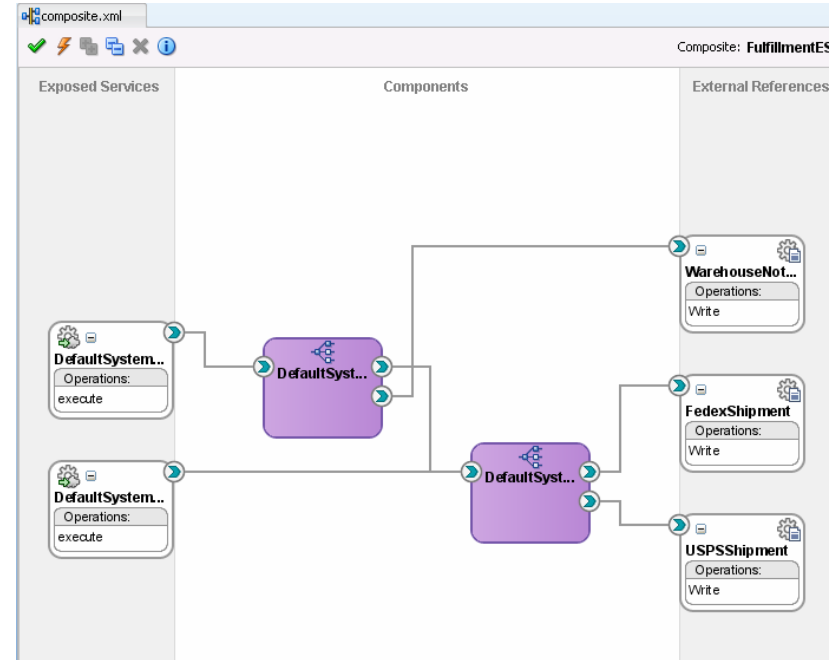 composite.xml
Composite: FulfillmentES
Exposed Services
Components
External References
WarehouseNot...
Operations:
Write
DefaultSystem...
Operations:
execute
DefaultSyst...
FedexShipment
Operations:
Write
DefaultSystem...
Operations:
execute
DefaultSyst...
USPSShipment
Operations:
Write